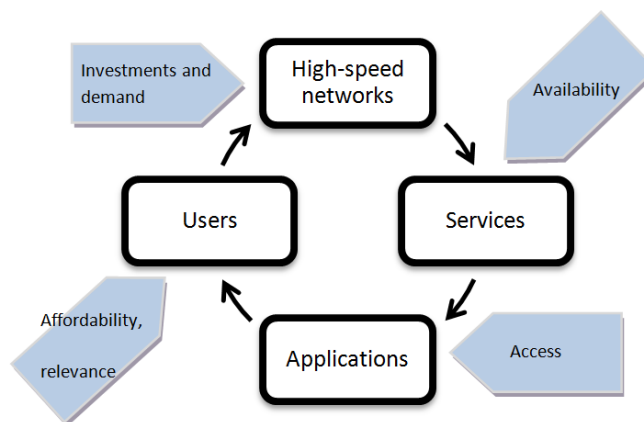 Investments and
demand
High-speed
networks
Availability
Users
Services
Affordability,
relevance
Applications
Access